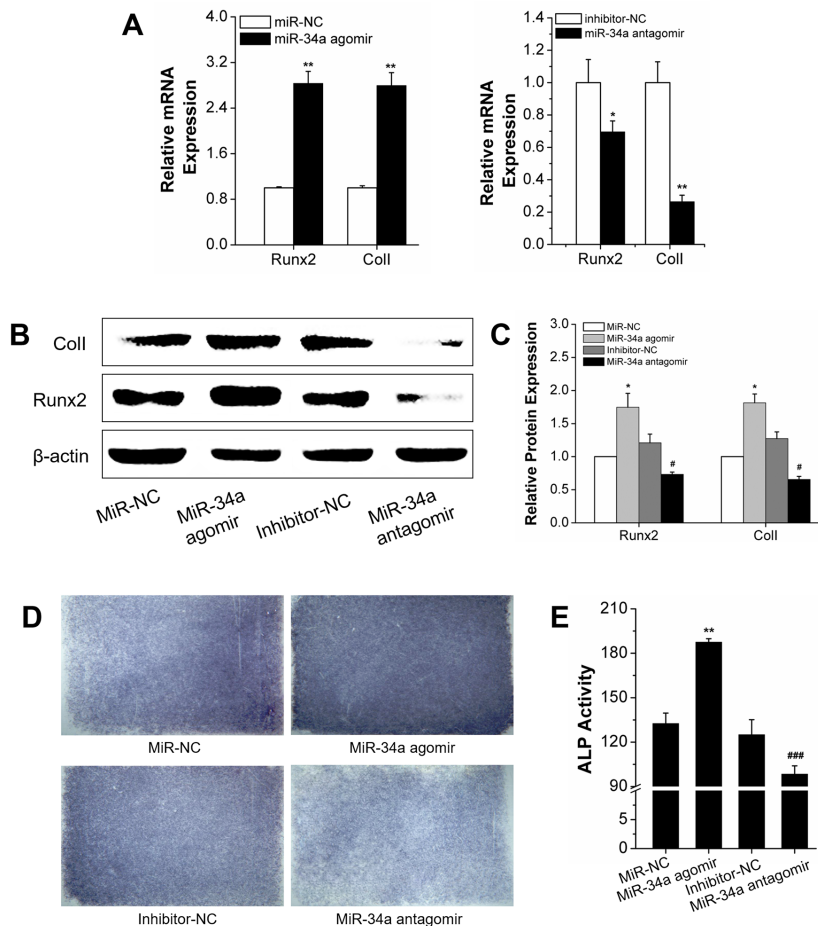 A
4.0
3.2
2.4
1.6
0.8
0.0
Relative mRNA
Expression
miR-NC
miR-34a agomir
**
**
Runx2
ColI
1.4
1.2
1.0
0.8
0.6
0.4
0.2
0.0
Relative mRNA
Expression
inhibitor-NC
miR-34a antagomir
*
**
Runx2
ColI
B
ColI
Runx2
β-actin
MiR-NC
MiR-34a
agomir
Inhibitor-NC
MiR-34a
antagomir
C
3.0
2.5
2.0
1.5
1.0
0.5
0.0
Relative Protein Expression
MiR-NC
MiR-34a agomir
Inhibitor-NC
MiR-34a antagomir
*
#
*
#
Runx2
ColI
D
MiR-NC
MiR-34a agomir
Inhibitor-NC
MiR-34a antagomir
E
210
180
150
120
90
5
0
ALP Activity
**
###
MiR-NC
MiR-34a agomir
Inhibitor-NC
MiR-34a antagomir